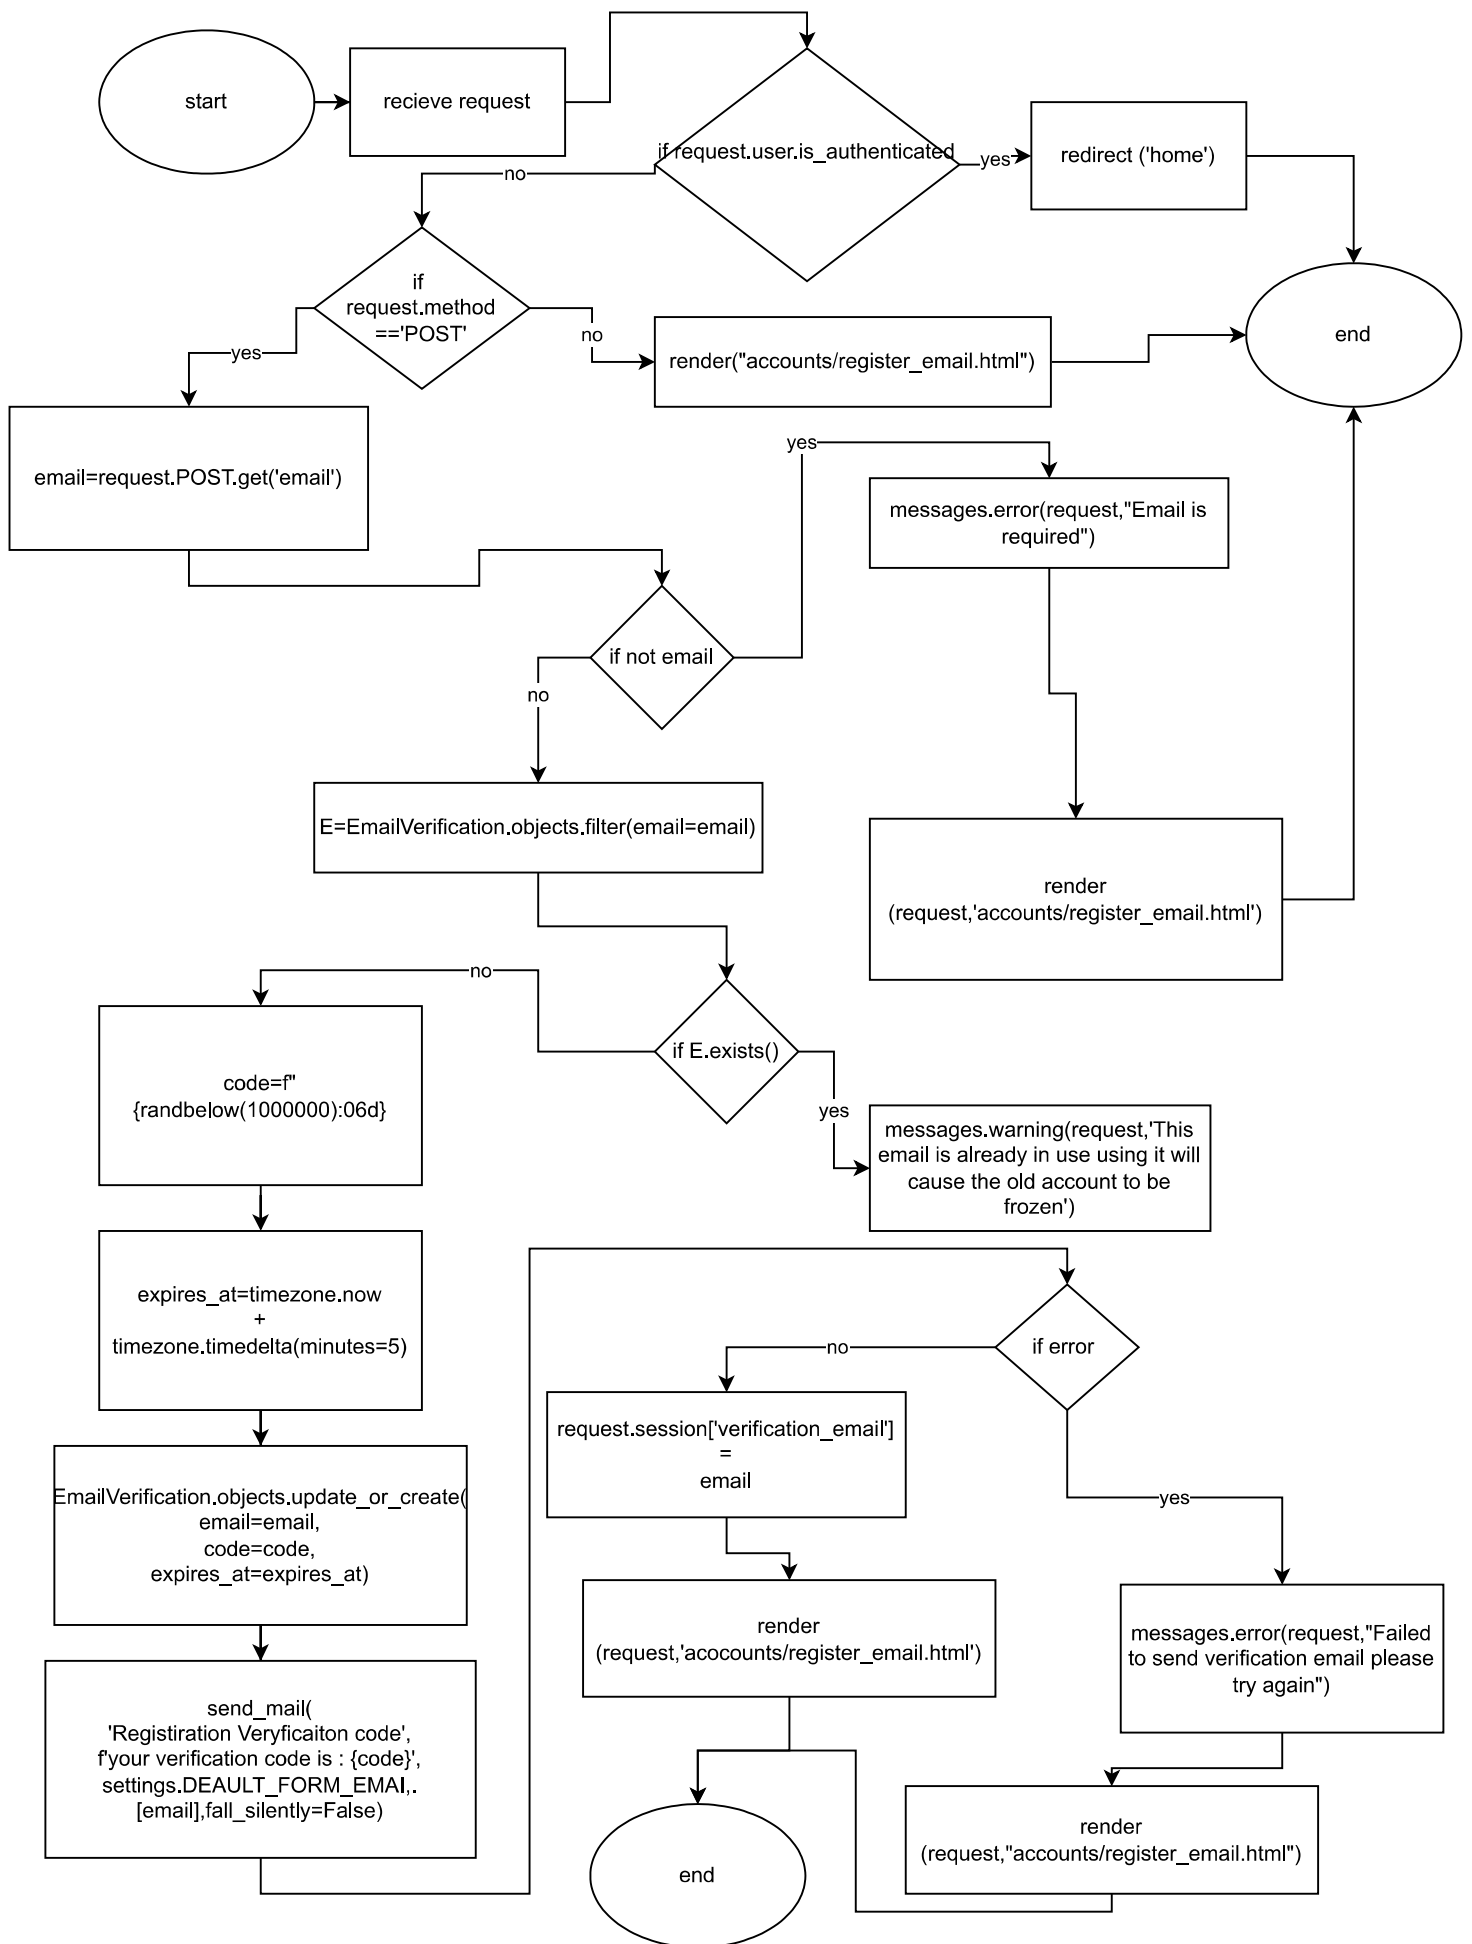 start
recieve request
if request.user.is_authenticated
yes
redirect ('home')
no
if
request.method
=='POST'
end
no
render("accounts/register_email.html")
yes
yes
email=request.POST.get('email')
messages.error(request,"Email is
required")
if not email
no
E=EmailVerification.objects.filter(email=email)
render
(request,'accounts/register_email.html')
no
if E.exists()
code=f"
{randbelow(1000000):06d}
yes
messages.warning(request,'This
email is already in use using it will
cause the old account to be
frozen')
expires_at=timezone.now
+
timezone.timedelta(minutes=5)
if error
no
request.session['verification_email']
=
email
yes
EmailVerification.objects.update_or_create(
email=email,
code=code,
expires_at=expires_at)
render
(request,'acocounts/register_email.html')
messages.error(request,"Failed
to send verification email please
try again")
send_mail(
'Registiration Veryficaiton code',
f'your verification code is : {code}',
settings.DEAULT_FORM_EMAI,.
[email],fall_silently=False)
render
(request,"accounts/register_email.html")
end